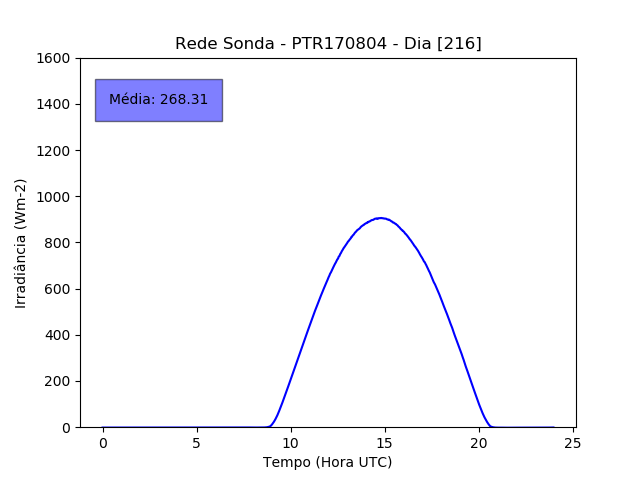 Rede Sonda - PTR170804 - Dia [216]
Média: 268.31
Irradiância (Wm-2)
1600
1400
1200
1000
800
600
400
200
0
0 5 10 15 20 25
Tempo (Hora UTC)